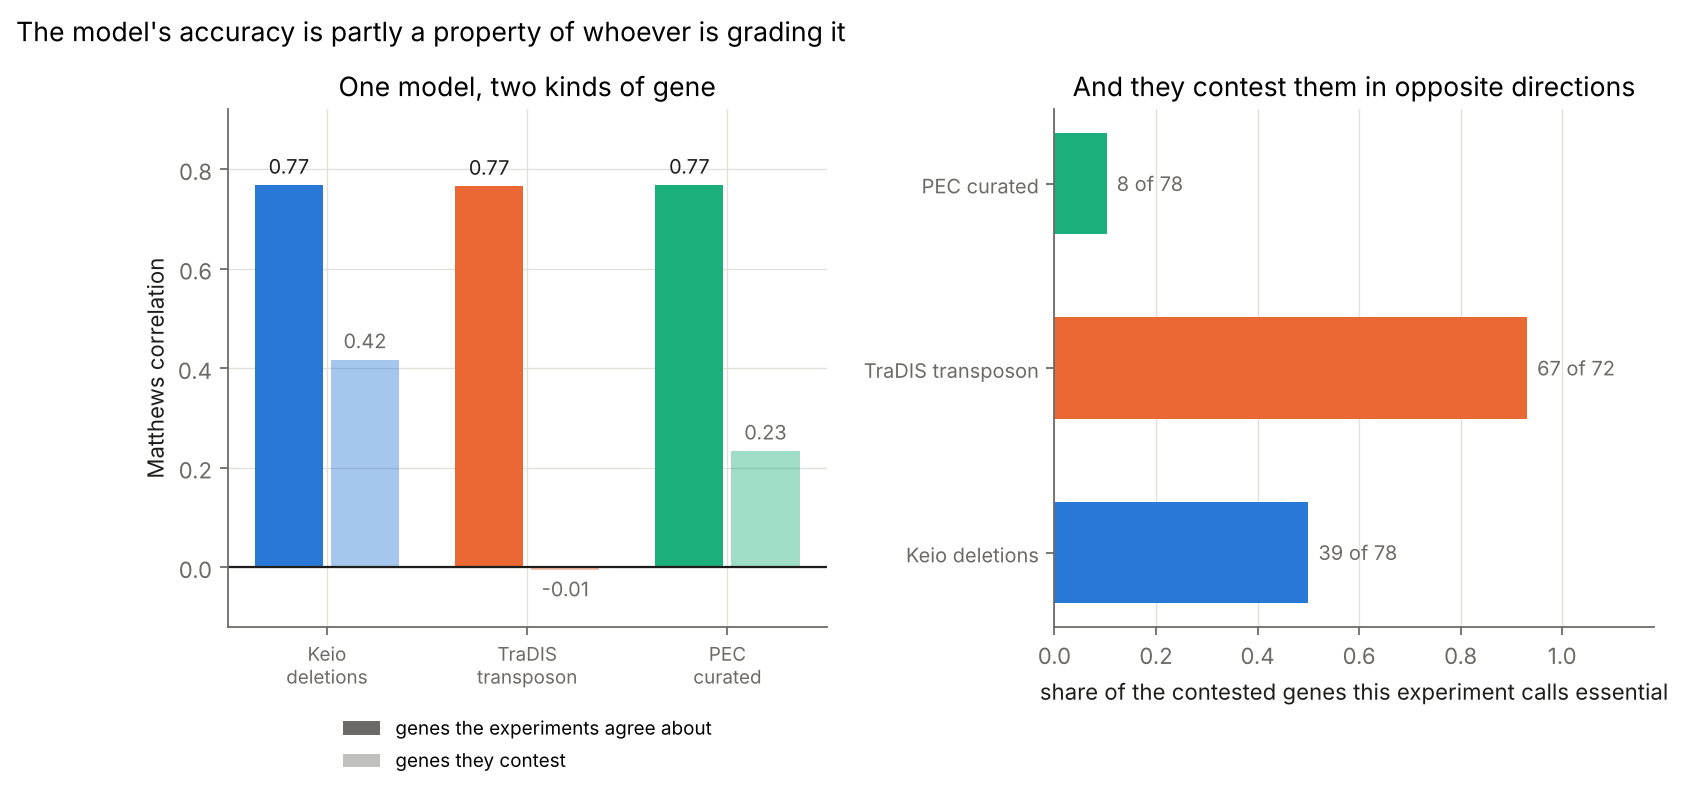 The model's accuracy is partly a property of whoever is grading it
One model, two kinds of gene
Matthews correlation
0.8
0.6
0.4
0.2
0.0
0.77
0.42
0.77
-0.01
0.77
0.23
Keio
deletions
TraDIS
transposon
PEC
curated
genes the experiments agree about
genes they contest
And they contest them in opposite directions
PEC curated
8 of 78
TraDIS transposon
67 of 72
Keio deletions
39 of 78
0.0 0.2 0.4 0.6 0.8 1.0
share of the contested genes this experiment calls essential